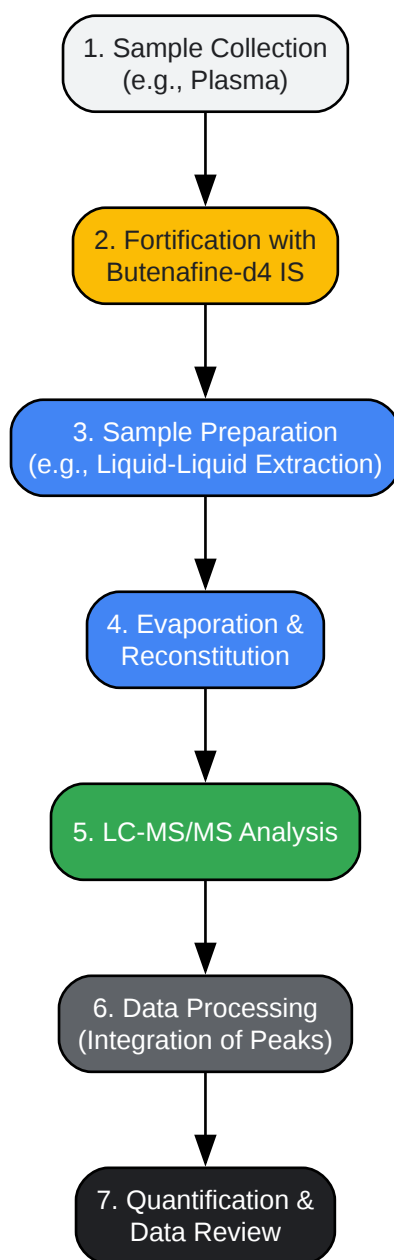 1. Sample Collection
(e.g., Plasma)
2. Fortification with
Butenafine-d4 IS
3. Sample Preparation
(e.g., Liquid-Liquid Extraction)
4. Evaporation &
Reconstitution
5. LC-MS/MS Analysis
6. Data Processing
(Integration of Peaks)
7. Quantification &
Data Review